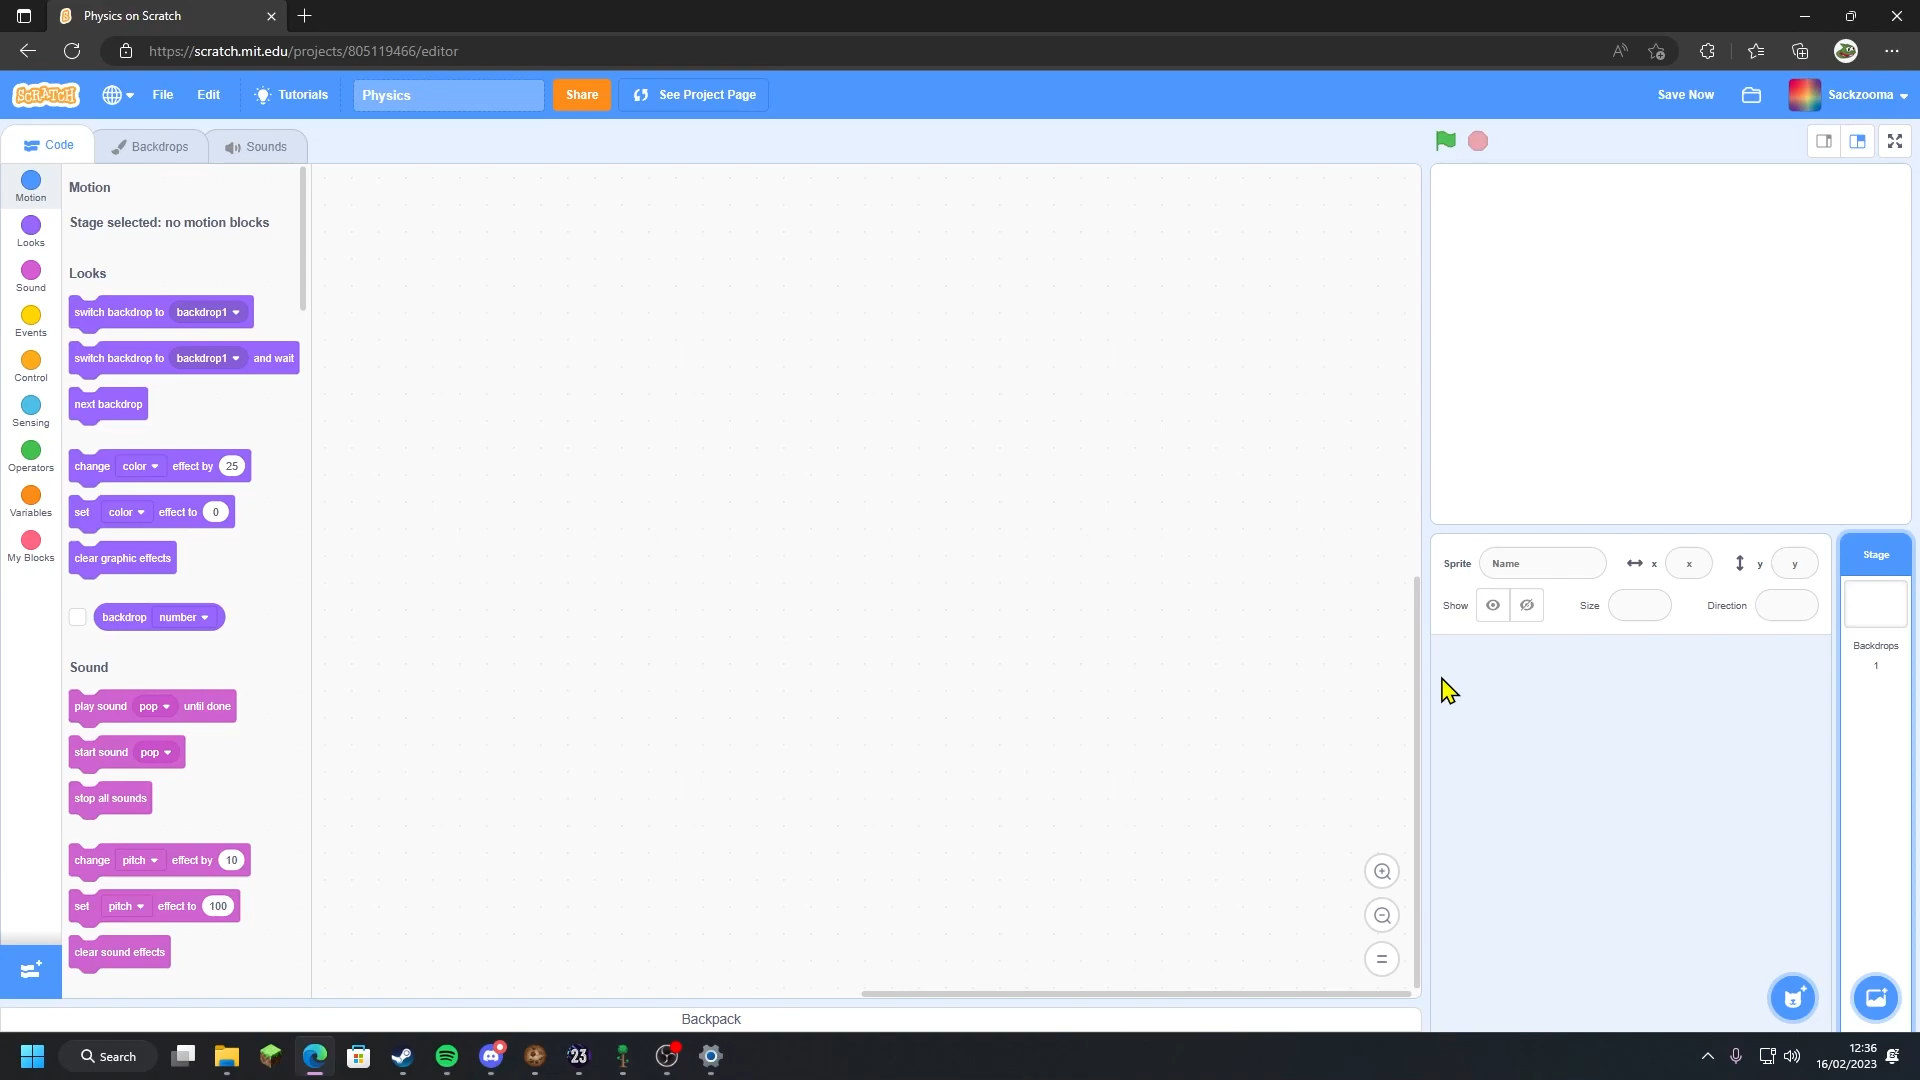 Physics on Scratch
https://scratch.mit.edu/projects/805119466/editor
SCRATCH
File
Edit
Tutorials
Physics
Share
See Project Page
Save Now
Sackzooma
Code
Backdrops
Sounds
Motion
Looks
Sound
Events
Control
Sensing
Operators
Variables
My Blocks
Motion
Stage selected: no motion blocks
Looks
switch backdrop to backdrop1
switch backdrop to backdrop1 and wait
next backdrop
change color effect by 25
set color effect to 0
clear graphic effects
backdrop number
Sound
play sound pop until done
start sound pop
stop all sounds
change pitch effect by 10
set pitch effect to 100
clear sound effects
Sprite Name x x y y
Show Size Direction
Stage
Backdrops
1
Backpack
Search
23
12:36
16/02/2023